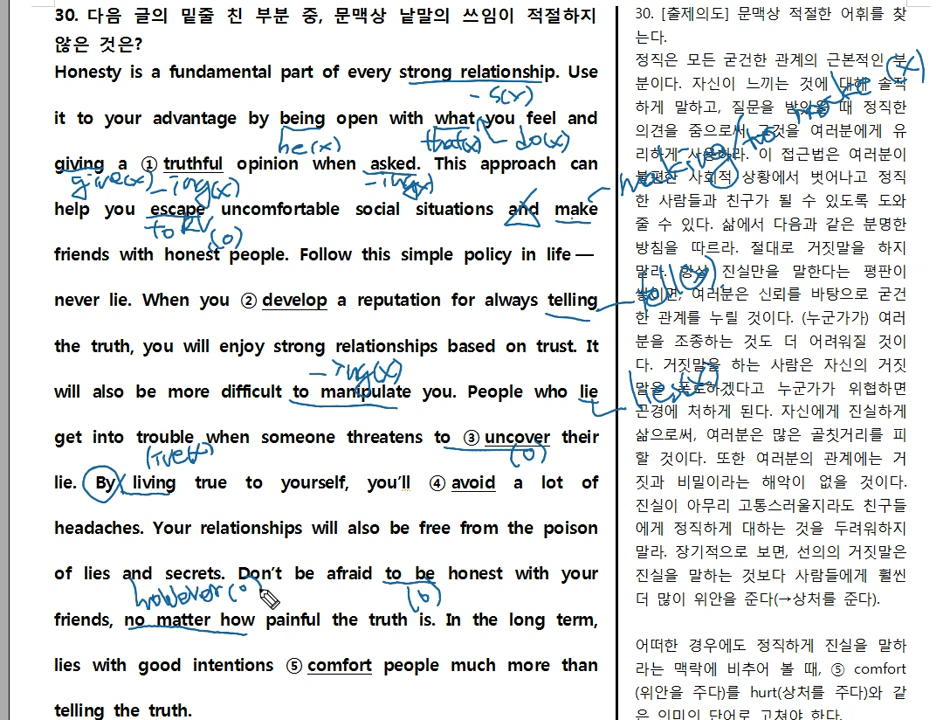 30. 다음 글의 밑줄 친 부분 중, 문맥상 낱말의 쓰임이 적절하지
않은 것은?
Honesty is a fundamental part of every strong relationship. Use
-s(x)
it to your advantage by being open with what you feel and
he(x) that(x) - do(x)
giving a ① truthful opinion when asked. This approach can
give(x) -ing(x) -ing(x)
help you escape uncomfortable social situations and make
to RV (o)
making / to make (x)
friends with honest people. Follow this simple policy in life —
never lie. When you ② develop a reputation for always telling
tell(x)
the truth, you will enjoy strong relationships based on trust. It
-ing(x)
will also be more difficult to manipulate you. People who lie
lies(x)
get into trouble when someone threatens to ③ uncover their
(o)
lie. By living true to yourself, you'll ④ avoid a lot of
headaches. Your relationships will also be free from the poison
of lies and secrets. Don't be afraid to be honest with your
however (o
(o)
friends, no matter how painful the truth is. In the long term,
lies with good intentions ⑤ comfort people much more than
telling the truth.
30. [출제의도] 문맥상 적절한 어휘를 찾
는다.
정직은 모든 굳건한 관계의 근본적인 부
분이다. 자신이 느끼는 것에 대해 솔직
하게 말하고, 질문을 받았을 때 정직한
의견을 줌으로써 그것을 여러분에게 유
리하게 사용하라. 이 접근법은 여러분이
불편한 사회적 상황에서 벗어나고 정직
한 사람들과 친구가 될 수 있도록 도와
줄 수 있다. 삶에서 다음과 같은 분명한
방침을 따르라. 절대로 거짓말을 하지
말라. 항상 진실만을 말한다는 평판이
쌓이면, 여러분은 신뢰를 바탕으로 굳건
한 관계를 누릴 것이다. (누군가가) 여러
분을 조종하는 것도 더 어려워질 것이
다. 거짓말을 하는 사람은 자신의 거짓
말을 폭로하겠다고 누군가가 위협하면
곤경에 처하게 된다. 자신에게 진실하게
삶으로써, 여러분은 많은 골칫거리를 피
할 것이다. 또한 여러분의 관계에는 거
짓과 비밀이라는 해악이 없을 것이다.
진실이 아무리 고통스러울지라도 친구들
에게 정직하게 대하는 것을 두려워하지
말라. 장기적으로 보면, 선의의 거짓말은
진실을 말하는 것보다 사람들에게 훨씬
더 많이 위안을 준다(→상처를 준다).
어떠한 경우에도 정직하게 진실을 말하
라는 맥락에 비추어 볼 때, ⑤ comfort
(위안을 주다)를 hurt(상처를 주다)와 같
은 의미의 단어로 고쳐야 한다.